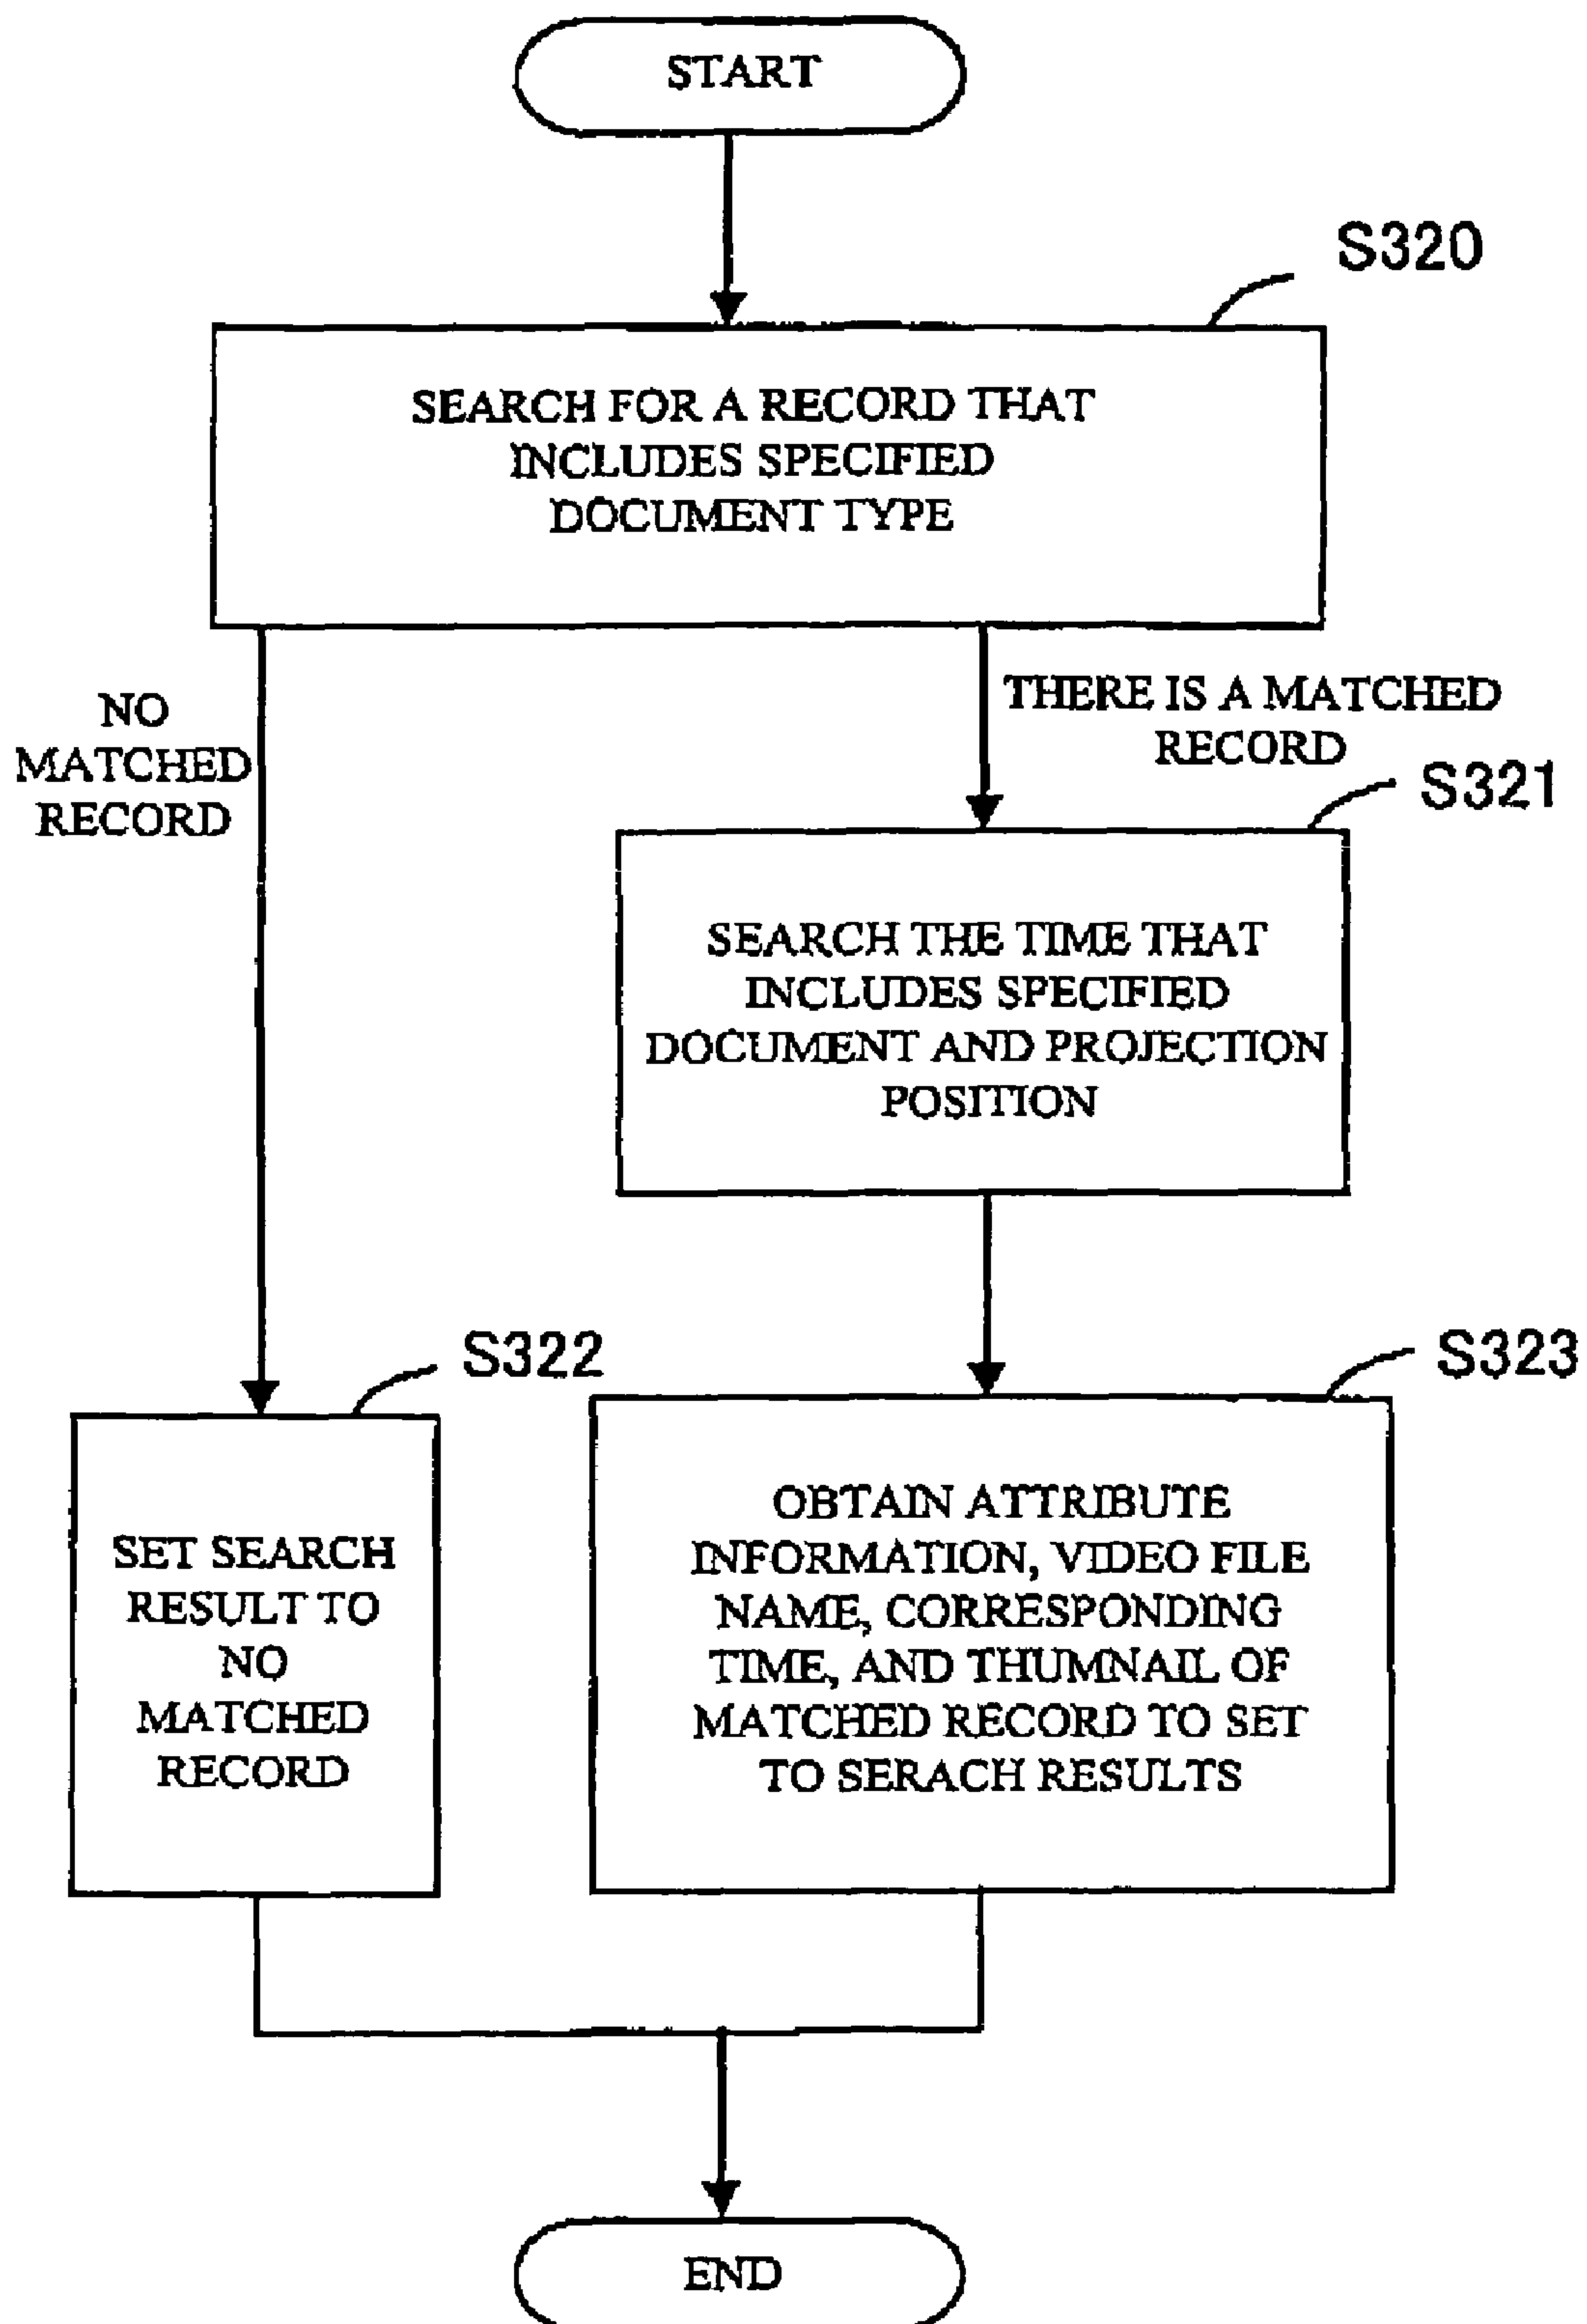 START
S320
SEARCH FOR A RECORD THAT
INCLUDES SPECIFIED
DOCUMENT TYPE
NO
MATCHED
RECORD
THERE IS A MATCHED
RECORD
S321
SEARCH THE TIME THAT
INCLUDES SPECIFIED
DOCUMENT AND PROJECTION
POSITION
S322
SET SEARCH
RESULT TO
NO
MATCHED
RECORD
S323
OBTAIN ATTRIBUTE
INFORMATION, VIDEO FILE
NAME, CORRESPONDING
TIME, AND THUMNAIL OF
MATCHED RECORD TO SET
TO SERACH RESULTS
END